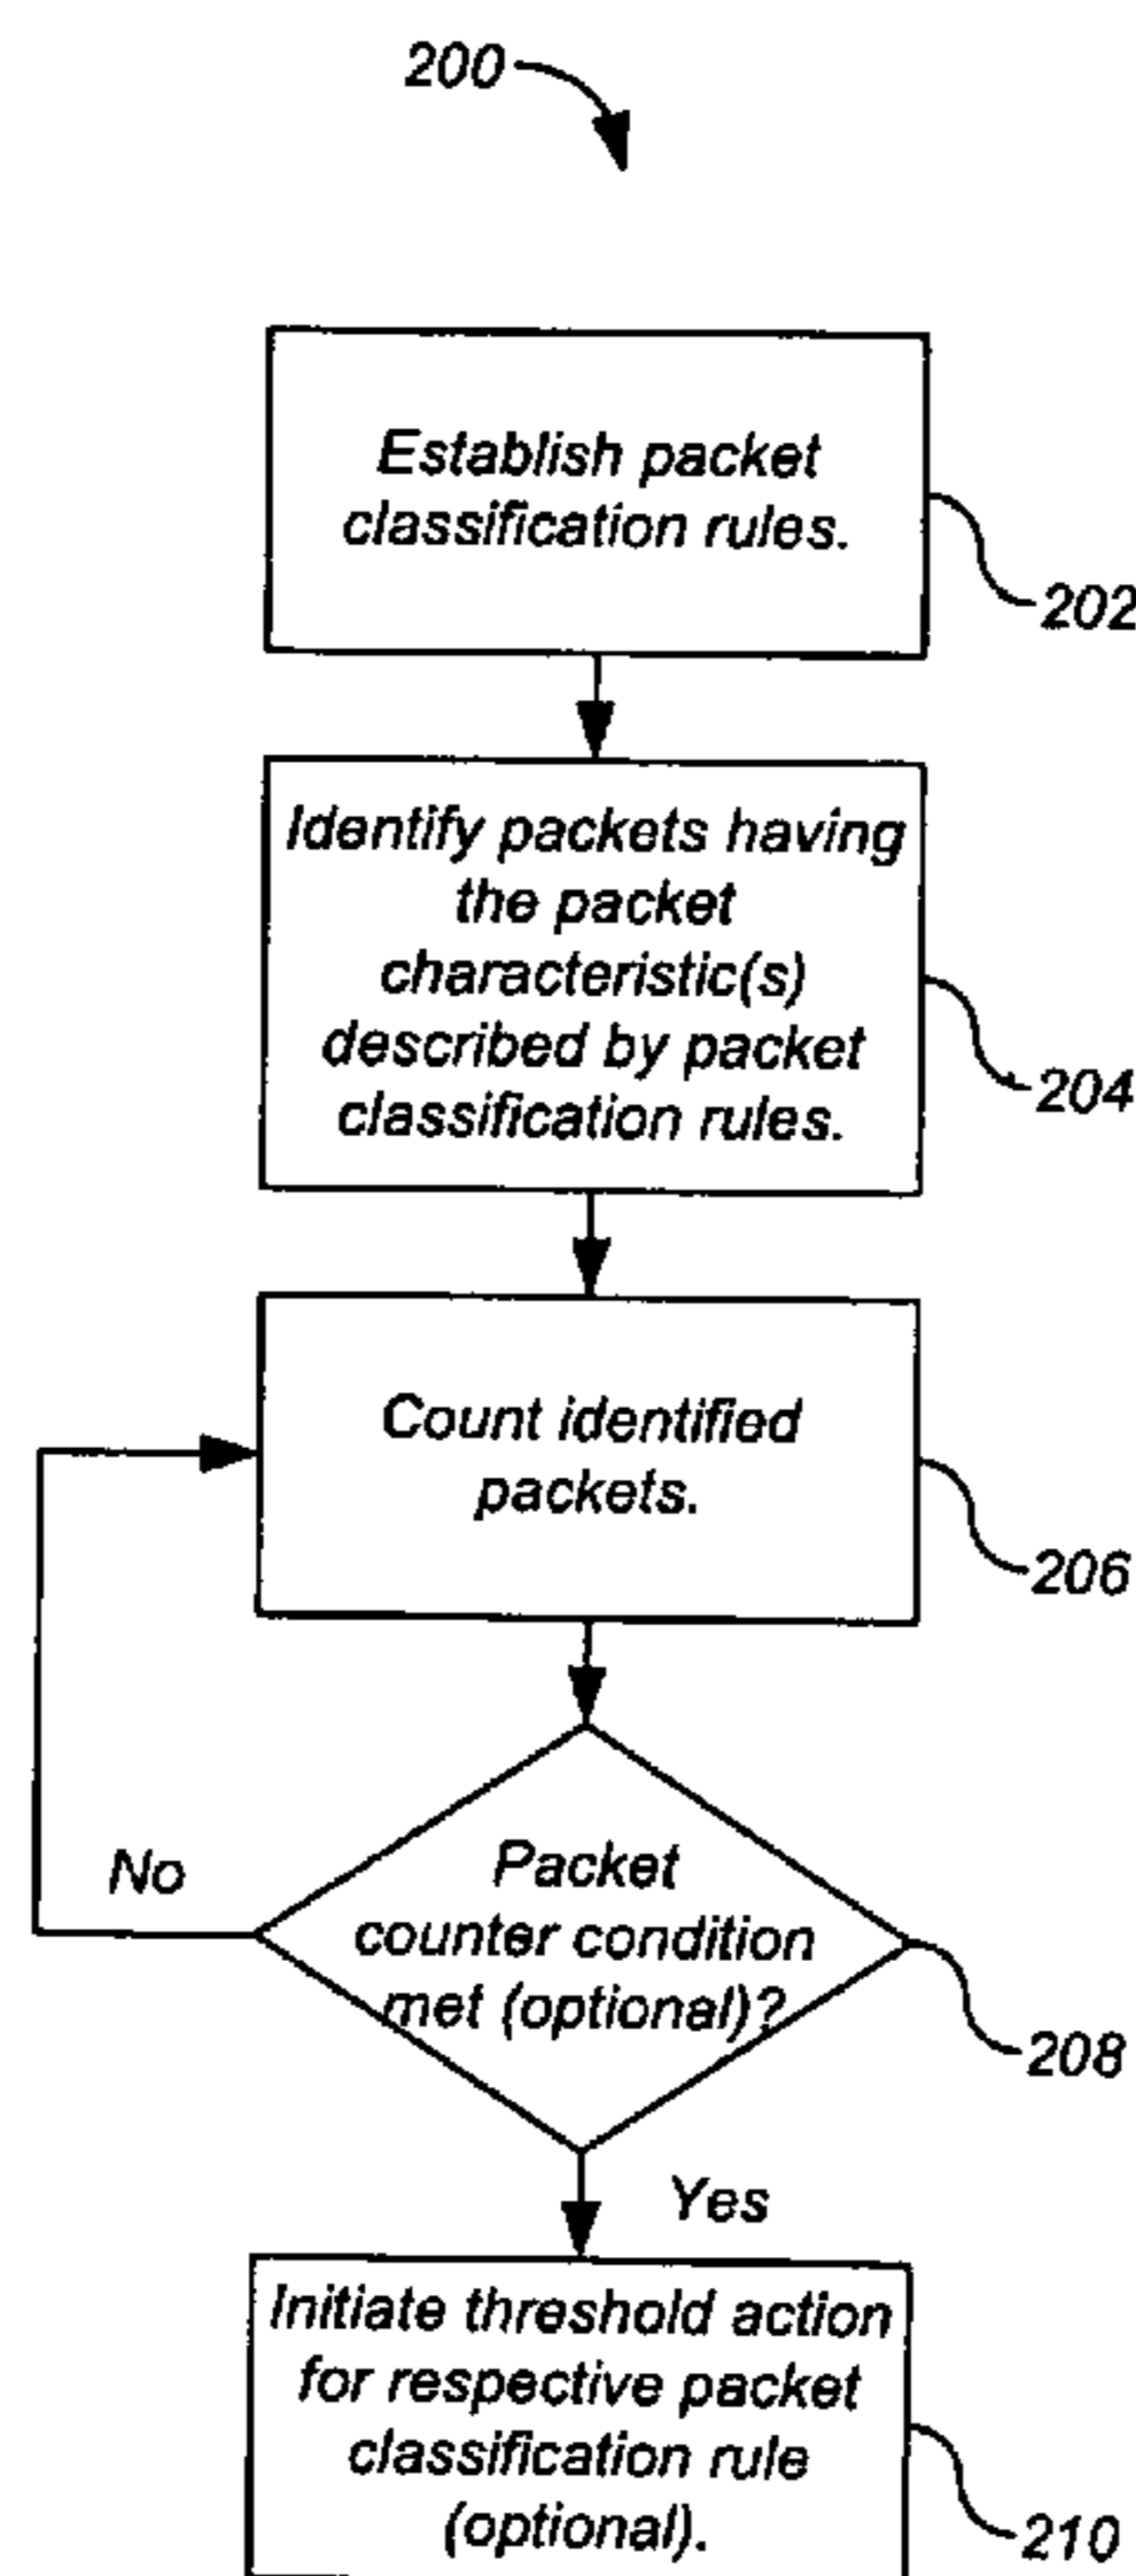 200
Establish packet
classification rules.
202
Identify packets having
the packet
characteristic(s)
described by packet
classification rules.
204
Count identified
packets.
206
No
Packet
counter condition
met (optional)?
208
Yes
Initiate threshold action
for respective packet
classification rule
(optional).
210